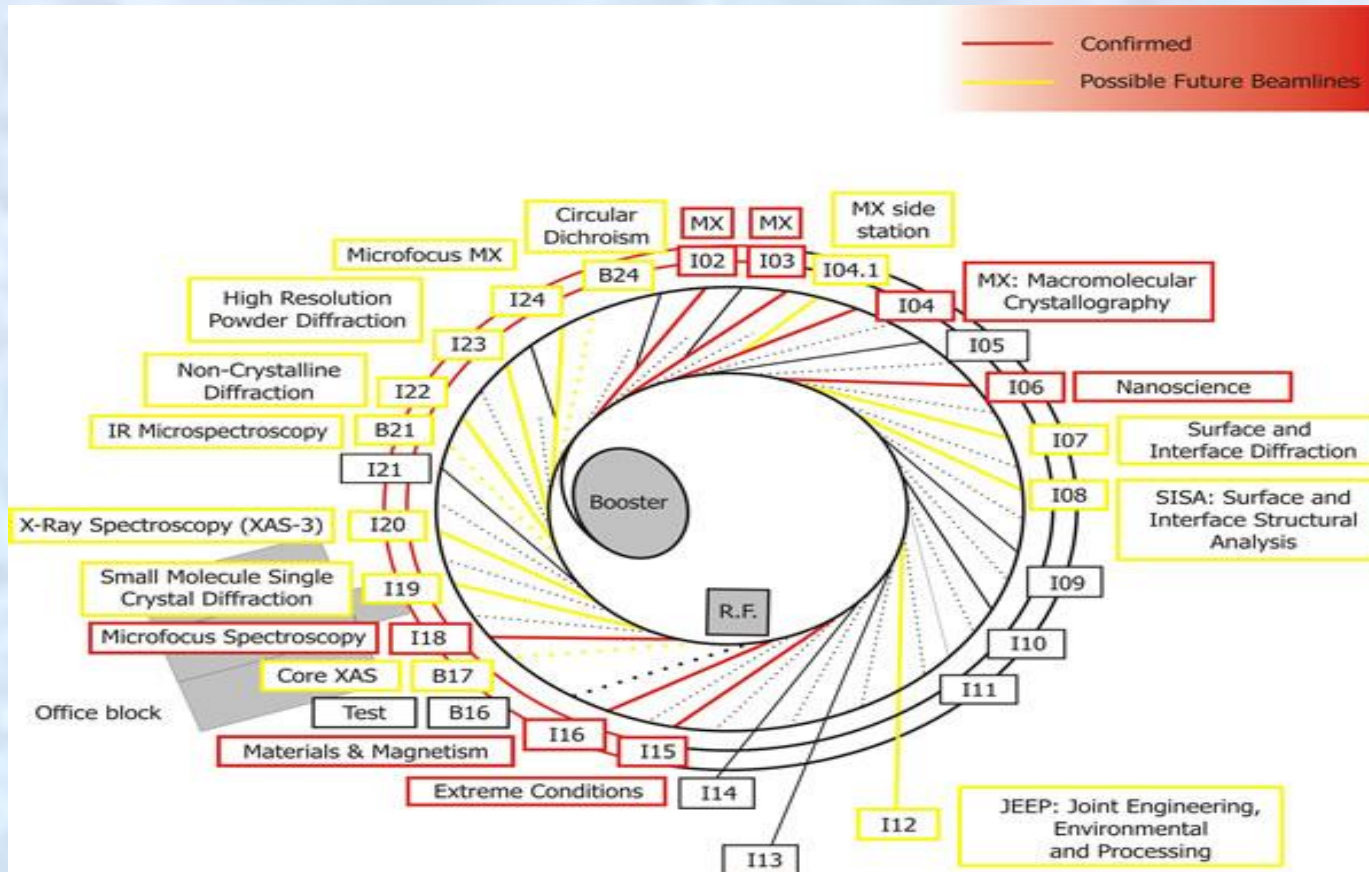 Confirmed
Possible Future Beamlines
Circular
Dichroism
MX
MX
MX side
station
Microfocus MX
B24
I02
I03
I04.1
MX: Macromolecular
Crystallography
High Resolution
Powder Diffraction
I24
I04
I23
I05
Non-Crystalline
Diffraction
I22
I06
Nanoscience
IR Microspectroscopy
B21
I07
Surface and
Interface Diffraction
I21
Booster
I08
SISA: Surface and
Interface Structural
Analysis
X-Ray Spectroscopy (XAS-3)
I20
Small Molecule Single
Crystal Diffraction
I19
I09
R.F.
Microfocus Spectroscopy
I18
I10
Core XAS
B17
I11
Office block
Test
B16
Materials & Magnetism
I16
I15
Extreme Conditions
I14
I12
JEEP: Joint Engineering,
Environmental
and Processing
I13